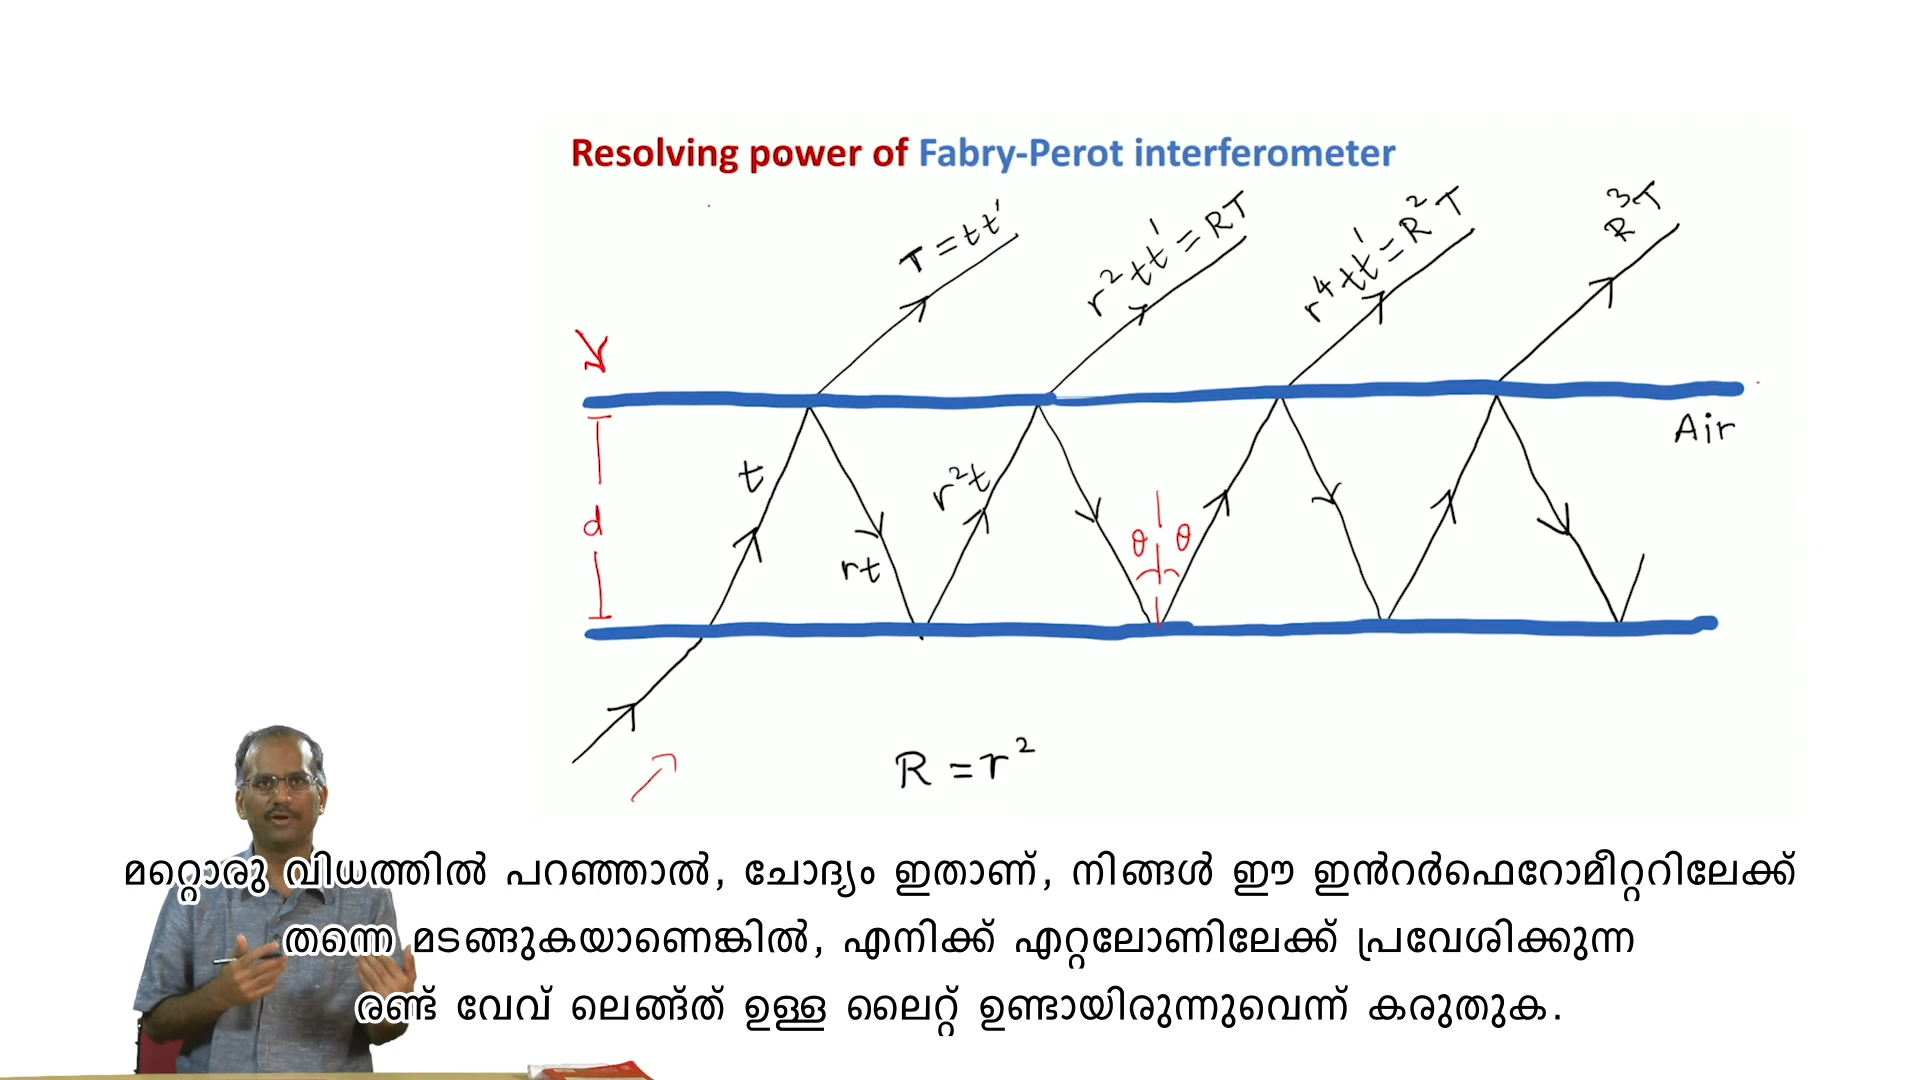 Resolving power of Fabry-Perot interferometer
T = tt'
r²tt' = RT
r⁴tt' = R²T
R³T
Air
t
r²t
d
θ θ
rt
R = r²
മറ്റൊരു വിധത്തിൽ പറഞ്ഞാൽ, ചോദ്യം ഇതാണ്, നിങ്ങൾ ഈ ഇൻറർഫെറോമീറ്ററിലേക്ക്
തന്നെ മടങ്ങുകയാണെങ്കിൽ, എനിക്ക് എറ്റലോണിലേക്ക് പ്രവേശിക്കുന്ന
രണ്ട് വേവ് ലെങ്ങ്ത് ഉള്ള ലൈറ്റ് ഉണ്ടായിരുന്നുവെന്ന് കരുതുക.